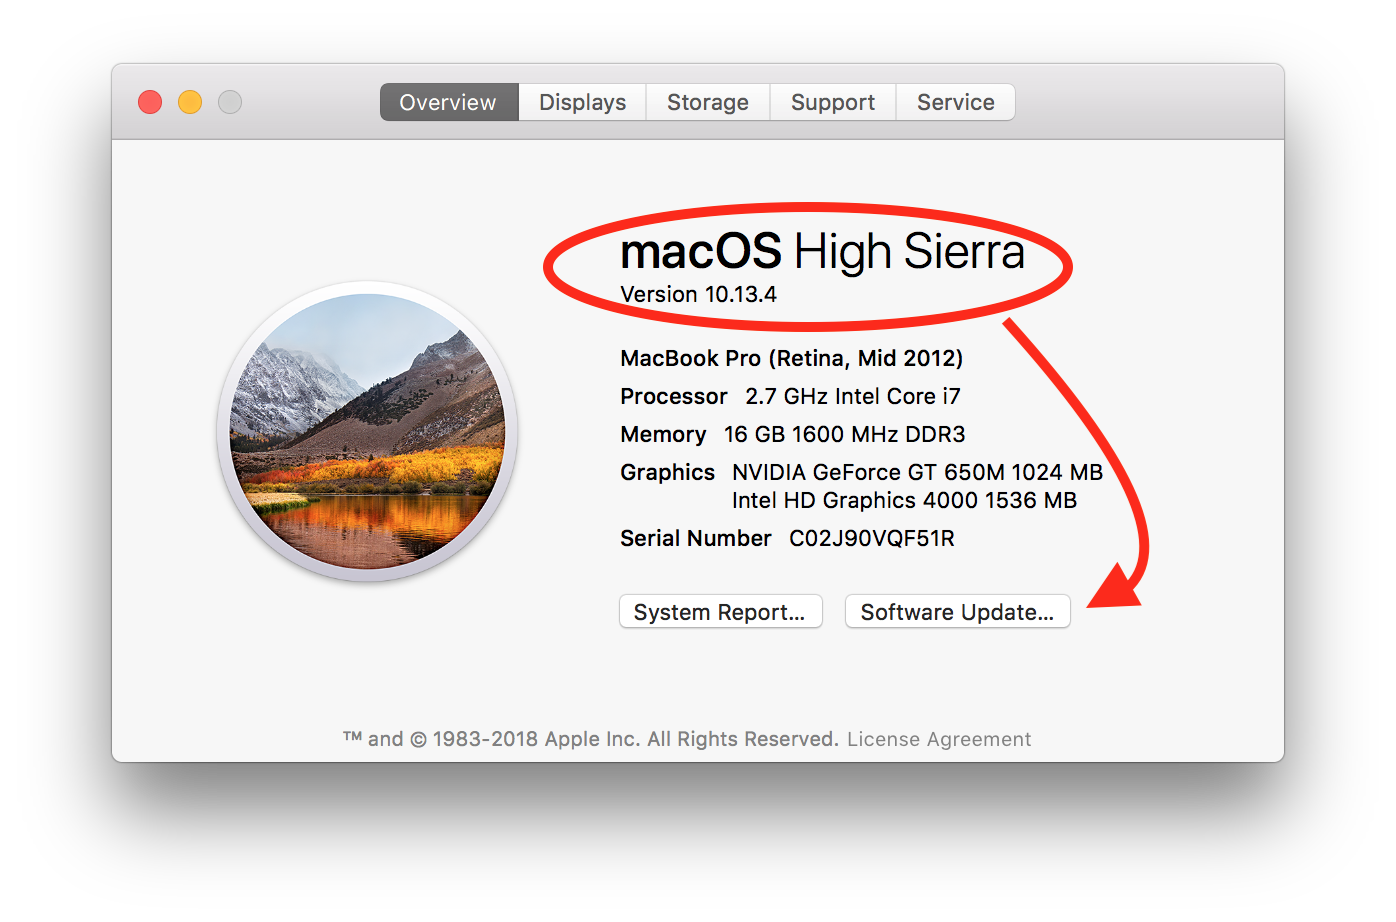 Overview Displays Storage Support Service
macOS High Sierra
Version 10.13.4
MacBook Pro (Retina, Mid 2012)
Processor 2.7 GHz Intel Core i7
Memory 16 GB 1600 MHz DDR3
Graphics NVIDIA GeForce GT 650M 1024 MB
Intel HD Graphics 4000 1536 MB
Serial Number C02J90VQF51R
System Report... Software Update...
™ and © 1983-2018 Apple Inc. All Rights Reserved. License Agreement